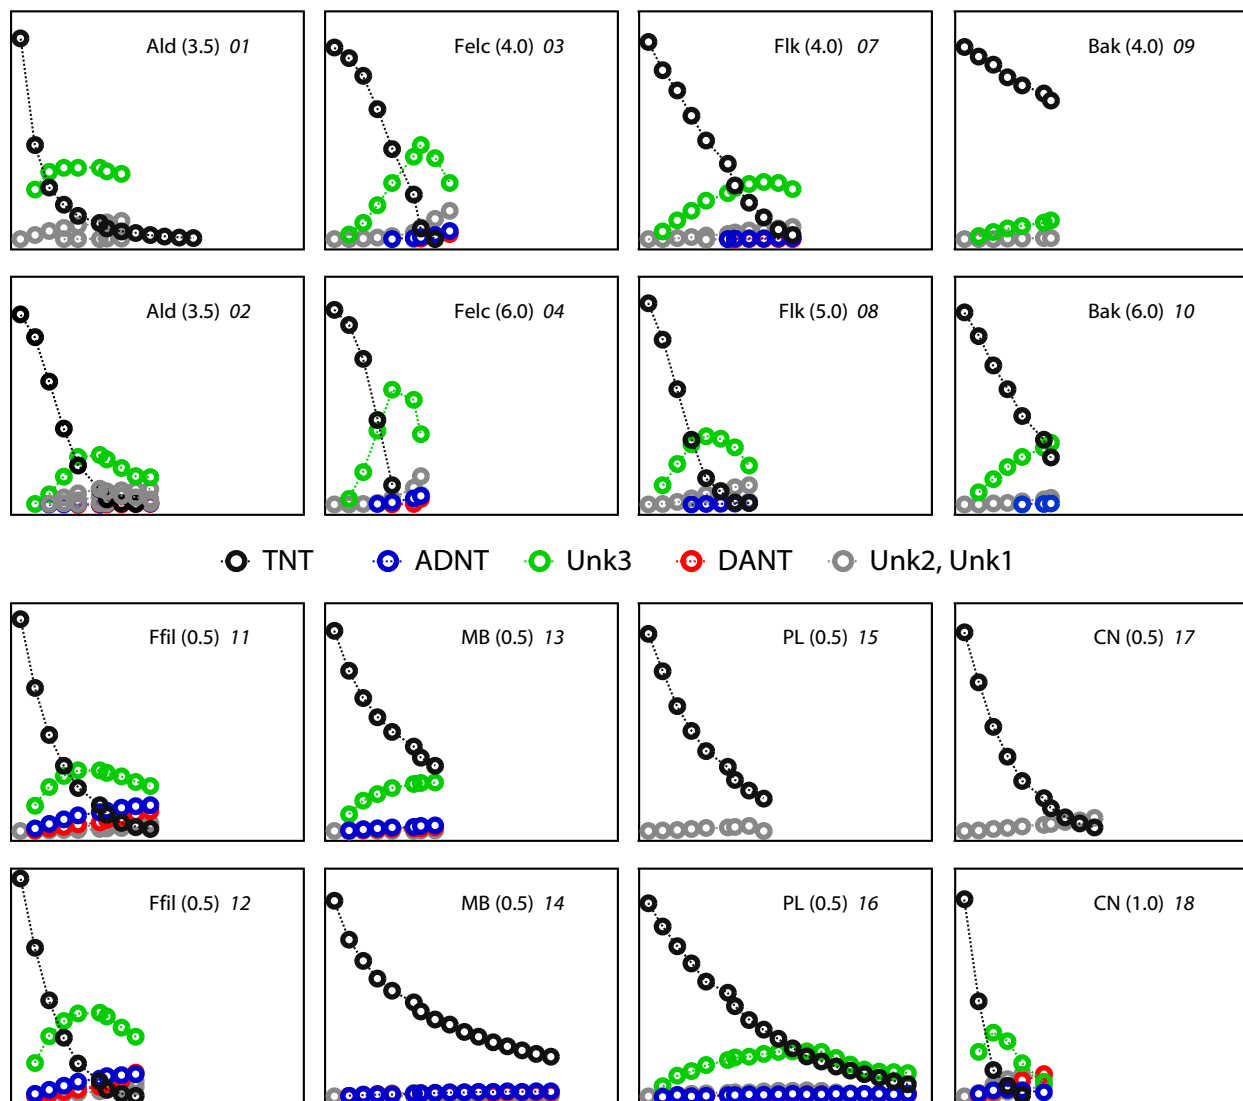 Ald (3.5) 01
Felc (4.0) 03
Flk (4.0) 07
Bak (4.0) 09
Ald (3.5) 02
Felc (6.0) 04
Flk (5.0) 08
Bak (6.0) 10
TNT ADNT Unk3 DANT Unk2, Unk1
Ffil (0.5) 11
MB (0.5) 13
PL (0.5) 15
CN (0.5) 17
Ffil (0.5) 12
MB (0.5) 14
PL (0.5) 16
CN (1.0) 18